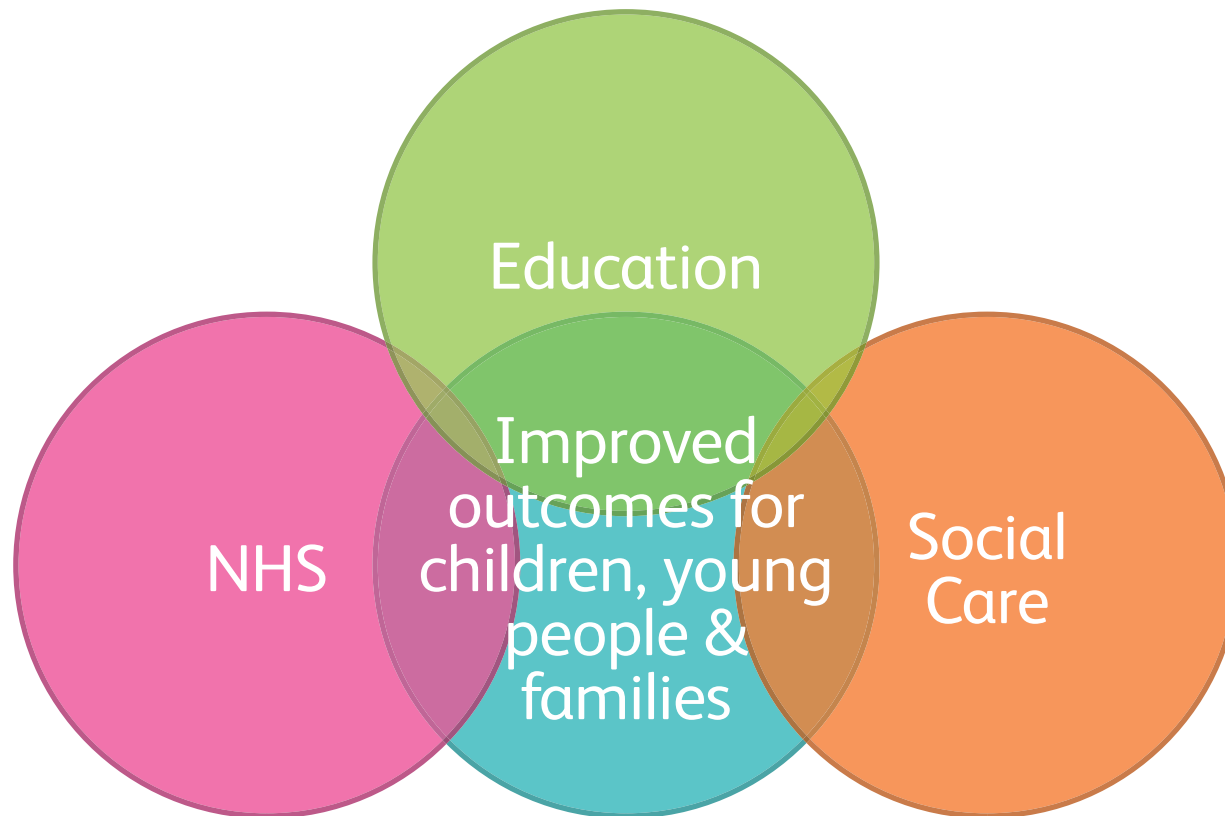 Education
Improved
outcomes for
children, young
people &
families
NHS
Social
Care